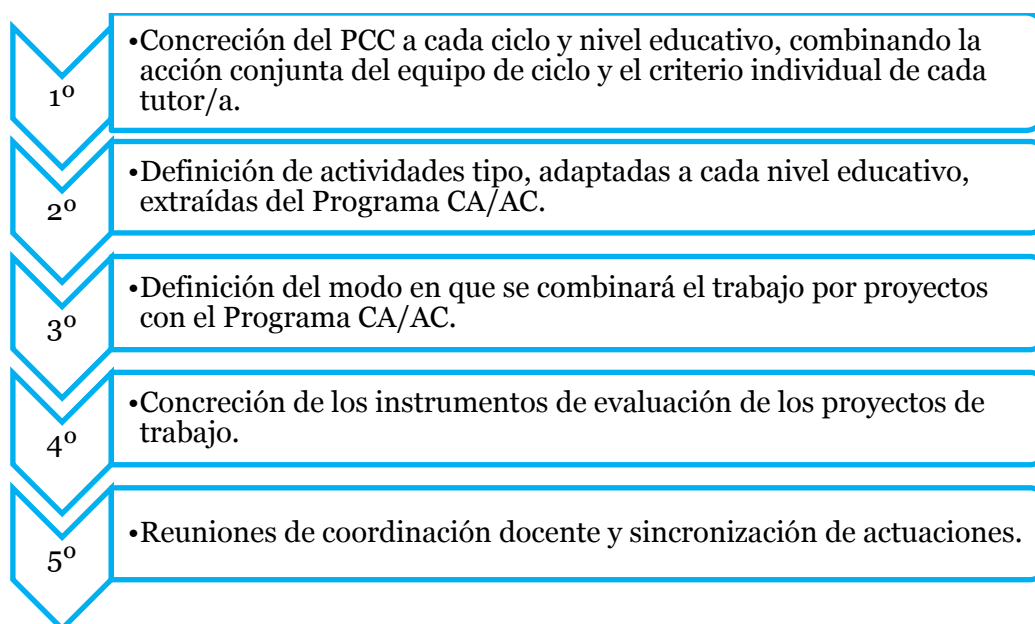 1º
•Concreción del PCC a cada ciclo y nivel educativo, combinando la
acción conjunta del equipo de ciclo y el criterio individual de cada
tutor/a.
2º
•Definición de actividades tipo, adaptadas a cada nivel educativo,
extraídas del Programa CA/AC.
3º
•Definición del modo en que se combinará el trabajo por proyectos
con el Programa CA/AC.
4º
•Concreción de los instrumentos de evaluación de los proyectos de
trabajo.
5º
•Reuniones de coordinación docente y sincronización de actuaciones.